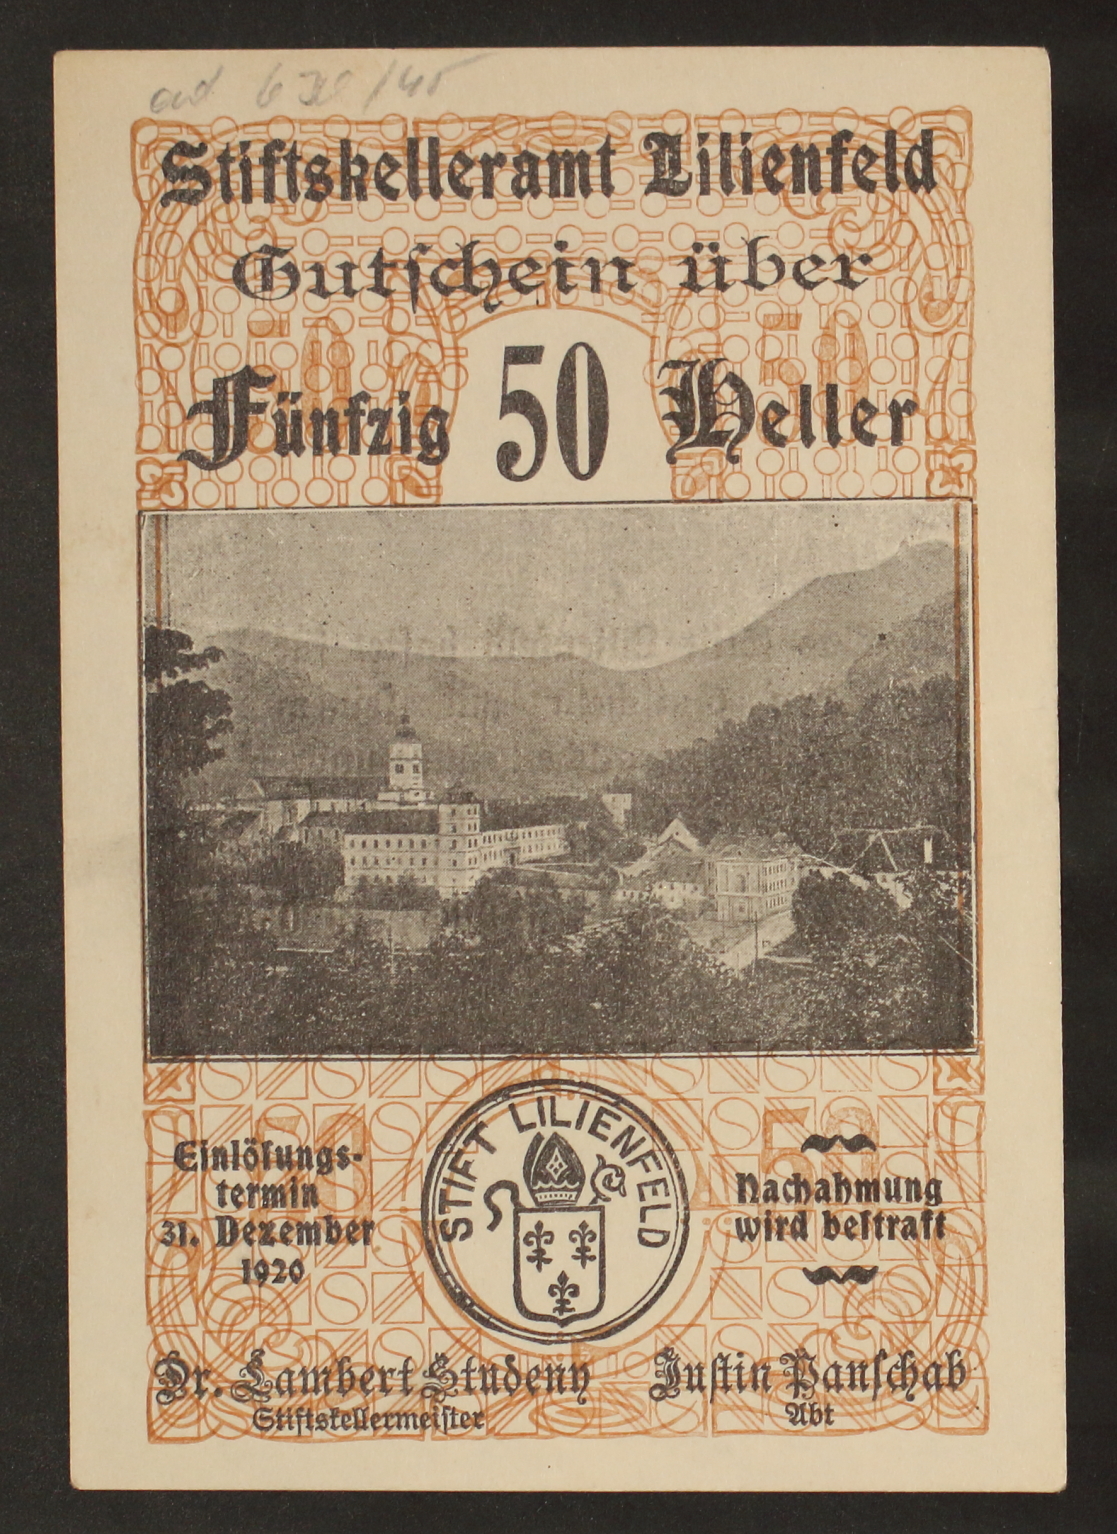 Stiftskelleramt Lilienfeld
Gutschein über
Fünfzig 50 Heller
Einlösungs-
termin
31. Dezember
1920
STIFT LILIENFELD
Nachahmung
wird bestraft
Dr. Lambert Studeny
Stiftskellermeister
Justin Panschab
Abt